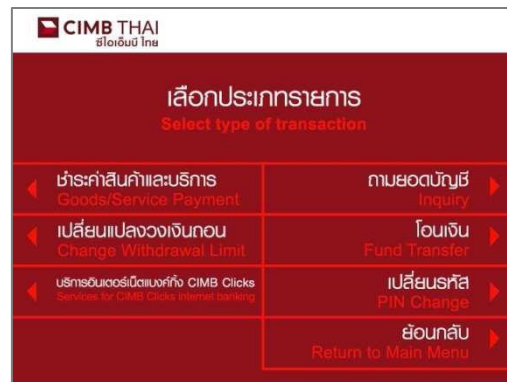 CIMB THAI
ซีไอเอ็มบี ไทย
เลือกประเภทรายการ
Select type of transaction
ชำระค่าสินค้าและบริการ
Goods/Service Payment
ถามยอดบัญชี
Inquiry
เปลี่ยนแปลงวงเงินถอน
Change Withdrawal Limit
โอนเงิน
Fund Transfer
บริการอินเตอร์เน็ตแบงค์กิ้ง CIMB Clicks
Services for CIMB Clicks internet banking
เปลี่ยนรหัส
PIN Change
ย้อนกลับ
Return to Main Menu